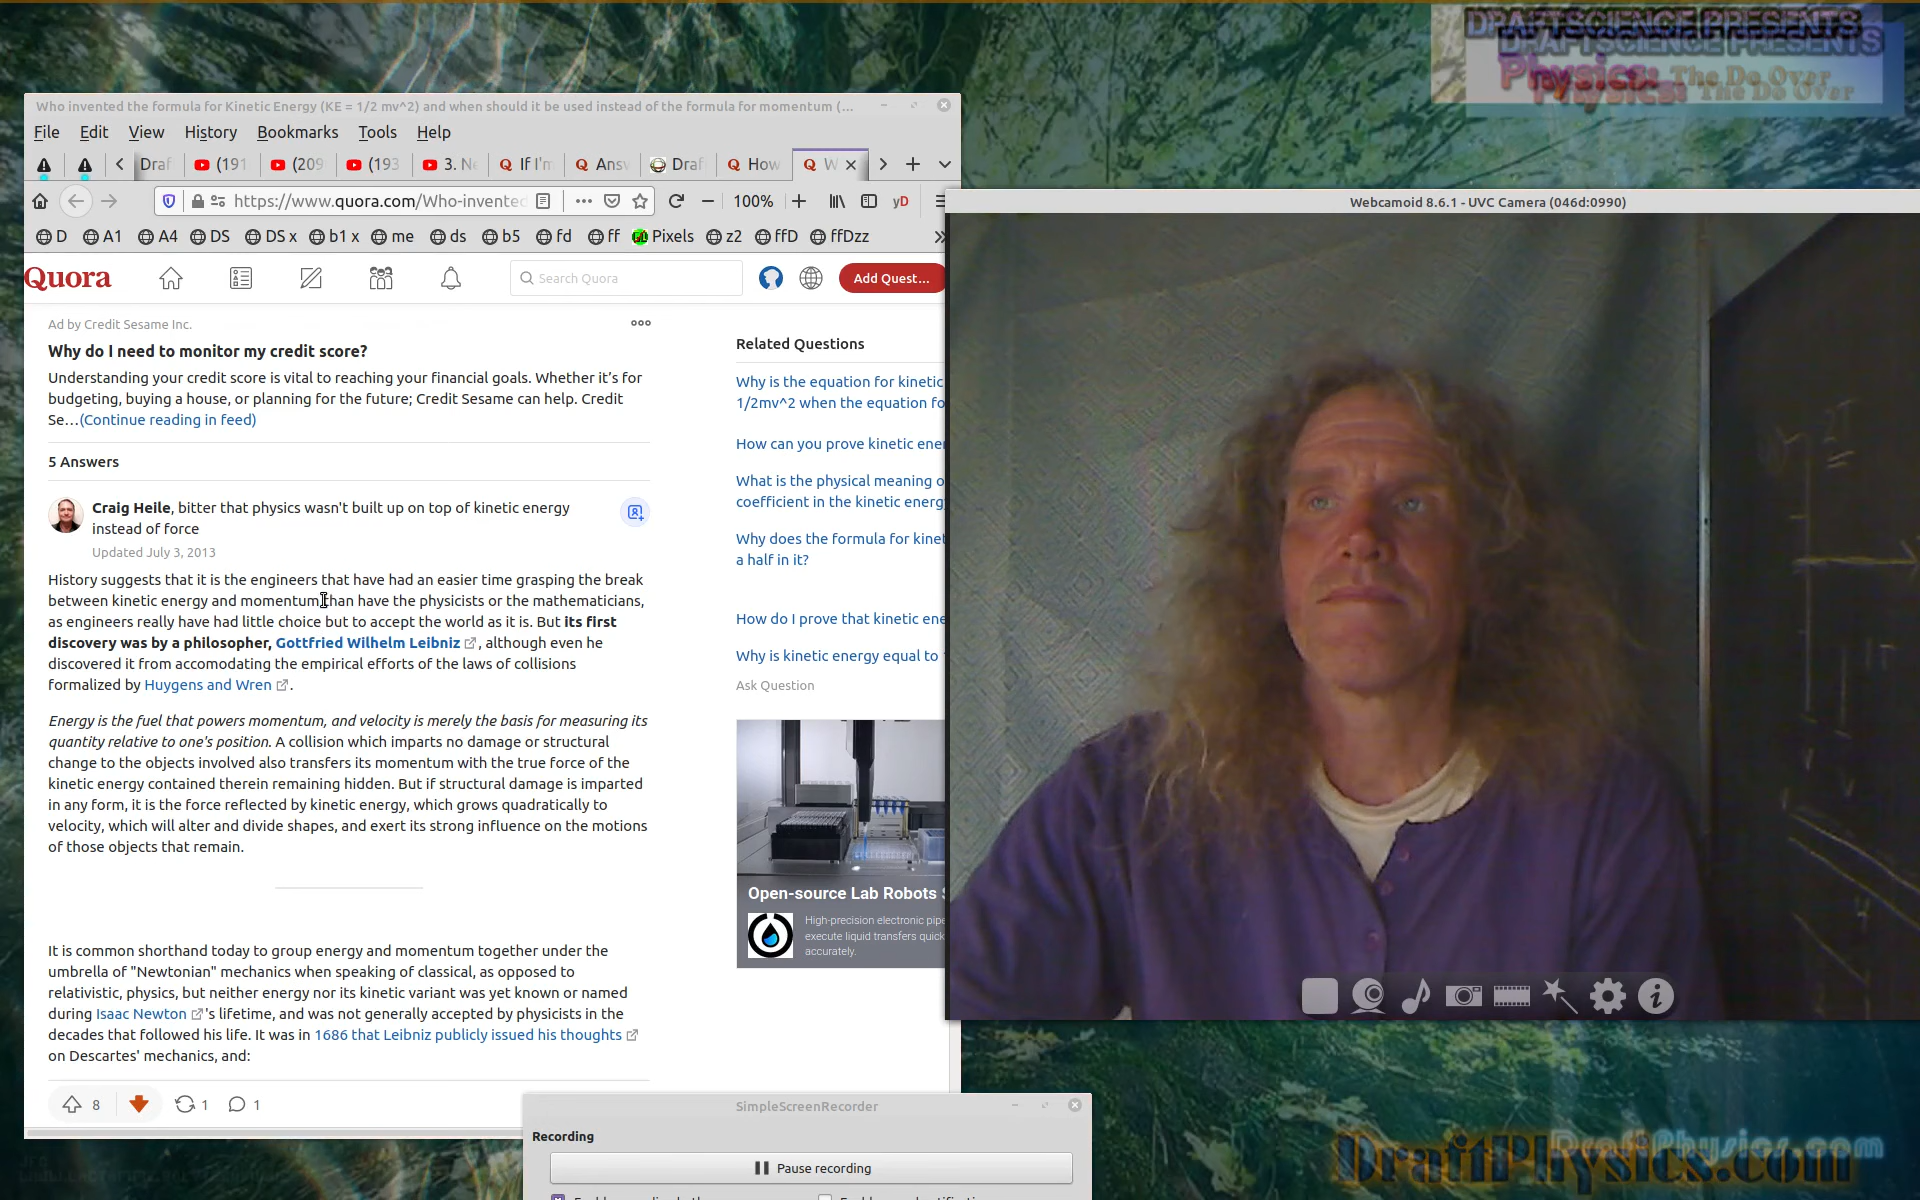 DRAFTSCIENCE PRESENTS
DRAFTSCIENCE PRESENTS
Physics: The Do Over
Physics: The Do Over
Who invented the formula for Kinetic Energy (KE = 1/2 mv^2) and when should it be used instead of the formula for momentum (...
File Edit View History Bookmarks Tools Help
Draf (191 (209 (193 3. Ne If I'm Answ Draf How W
https://www.quora.com/Who-invented 100% yD
D A1 A4 DS DS x b1 x me ds b5 fd ff Pixels z2 ffD ffDzz
Quora Search Quora Add Quest...
Ad by Credit Sesame Inc.
Why do I need to monitor my credit score?
Understanding your credit score is vital to reaching your financial goals. Whether it's for
budgeting, buying a house, or planning for the future; Credit Sesame can help. Credit
Se…(Continue reading in feed)
5 Answers
Craig Heile, bitter that physics wasn't built up on top of kinetic energy
instead of force
Updated July 3, 2013
History suggests that it is the engineers that have had an easier time grasping the break
between kinetic energy and momentum than have the physicists or the mathematicians,
as engineers really have had little choice but to accept the world as it is. But its first
discovery was by a philosopher, Gottfried Wilhelm Leibniz , although even he
discovered it from accomodating the empirical efforts of the laws of collisions
formalized by Huygens and Wren .
Energy is the fuel that powers momentum, and velocity is merely the basis for measuring its
quantity relative to one's position. A collision which imparts no damage or structural
change to the objects involved also transfers its momentum with the true force of the
kinetic energy contained therein remaining hidden. But if structural damage is imparted
in any form, it is the force reflected by kinetic energy, which grows quadratically to
velocity, which will alter and divide shapes, and exert its strong influence on the motions
of those objects that remain.
It is common shorthand today to group energy and momentum together under the
umbrella of "Newtonian" mechanics when speaking of classical, as opposed to
relativistic, physics, but neither energy nor its kinetic variant was yet known or named
during Isaac Newton 's lifetime, and was not generally accepted by physicists in the
decades that followed his life. It was in 1686 that Leibniz publicly issued his thoughts
on Descartes' mechanics, and:
8 1 1
Related Questions
Why is the equation for kinetic
1/2mv^2 when the equation fo
How can you prove kinetic ener
What is the physical meaning o
coefficient in the kinetic energy
Why does the formula for kinet
a half in it?
How do I prove that kinetic ene
Why is kinetic energy equal to
Ask Question
Open-source Lab Robots
High-precision electronic pipe
execute liquid transfers quick
accurately.
Webcamoid 8.6.1 - UVC Camera (046d:0990)
SimpleScreenRecorder
Recording
Pause recording
DraftPhysics.com
DraftPhysics.com